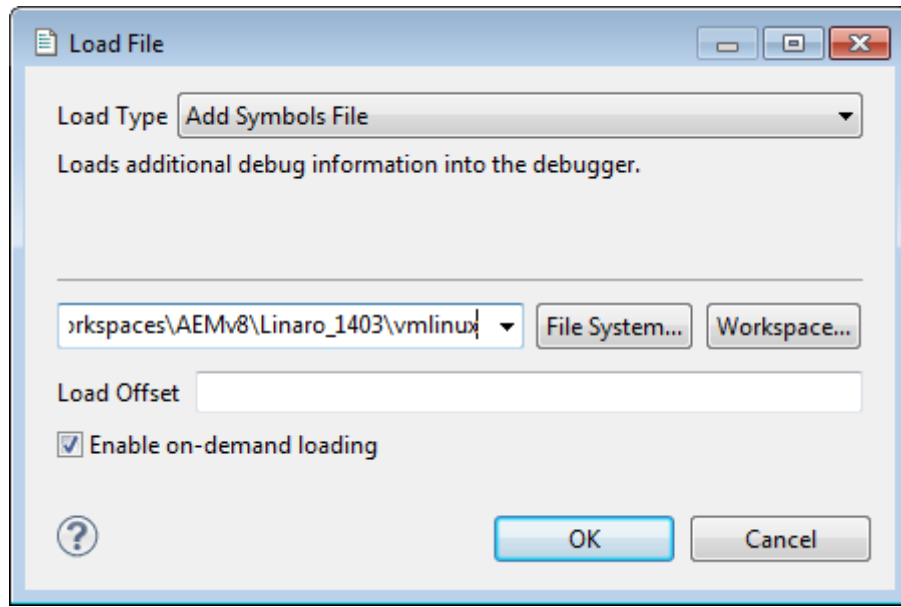 Load File
Load Type Add Symbols File
Loads additional debug information into the debugger.
orkspaces\AEMv8\Linaro_1403\vmlinux File System... Workspace...
Load Offset
Enable on-demand loading
? OK Cancel